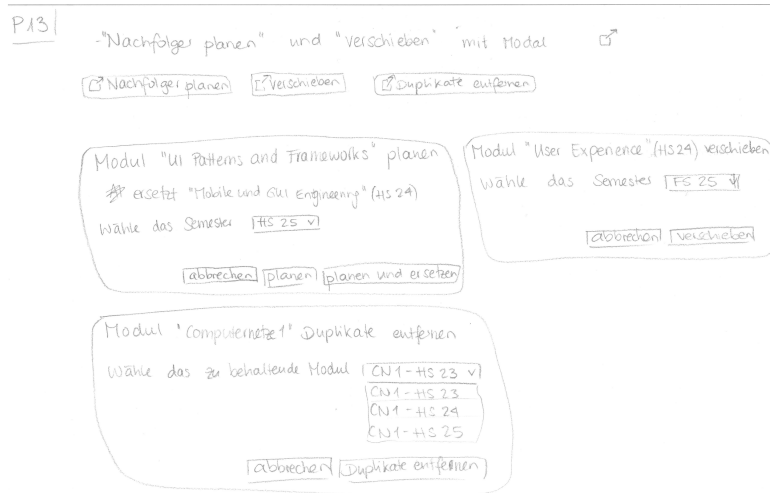 P13
-"Nachfolger planen" und "verschieben" mit Modal
Nachfolger planen verschieben Duplikate entfernen
Modul "UI Patterns and Frameworks" planen
ersetzt "Mobile und GUI Engineering" (HS 24)
Wähle das Semester HS 25
abbrechen planen planen und ersetzen
Modul "User Experience" (HS 24) verschieben
Wähle das Semester FS 25
abbrechen verschieben
Modul "Computernetze 1" Duplikate entfernen
Wähle das zu behaltende Modul CN1 - HS 23
CN1 - HS 23
CN1 - HS 24
CN1 - HS 25
abbrechen Duplikate entfernen